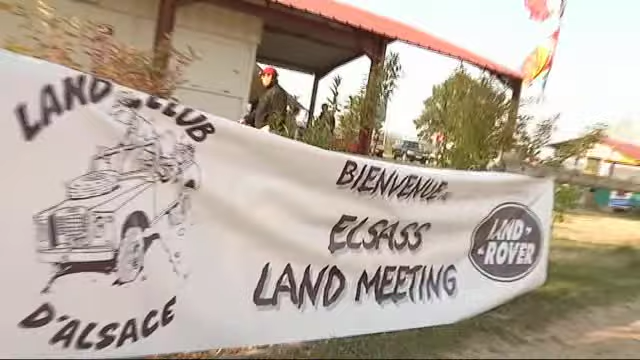 LAND CLUB
D'ALSACE
BIENVENUE
ELSASS
LAND MEETING
LAND-
-ROVER